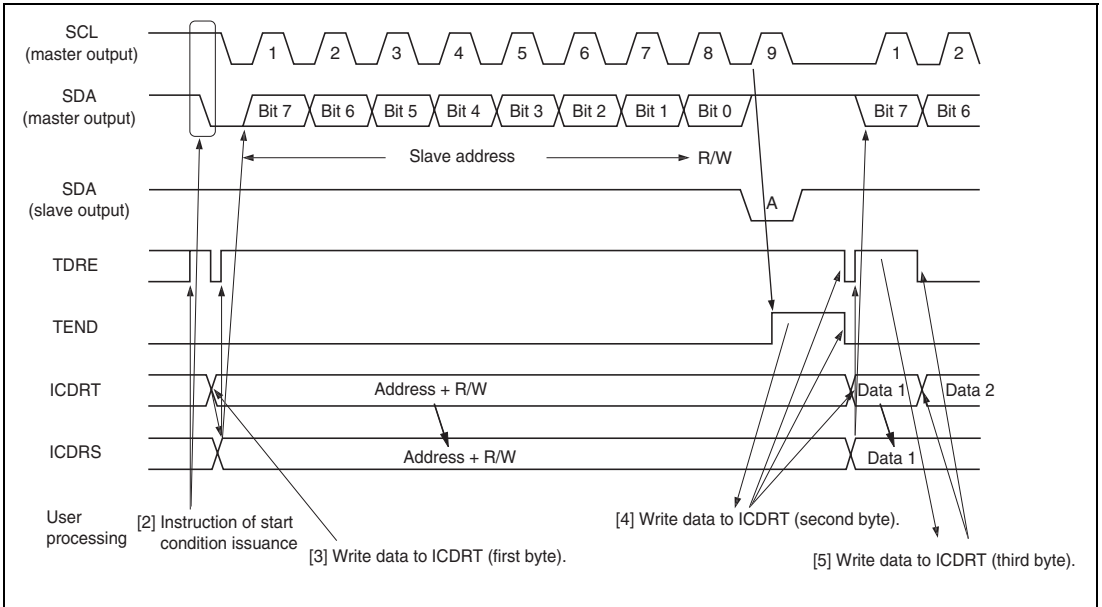 SCL
(master output)
1 2 3 4 5 6 7 8 9 1 2
SDA
(master output)
Bit 7 Bit 6 Bit 5 Bit 4 Bit 3 Bit 2 Bit 1 Bit 0 Bit 7 Bit 6
Slave address R/W
SDA
(slave output)
A
TDRE
TEND
ICDRT
Address + R/W Data 1 Data 2
ICDRS
Address + R/W Data 1
User
processing
[2] Instruction of start
condition issuance
[3] Write data to ICDRT (first byte).
[4] Write data to ICDRT (second byte).
[5] Write data to ICDRT (third byte).